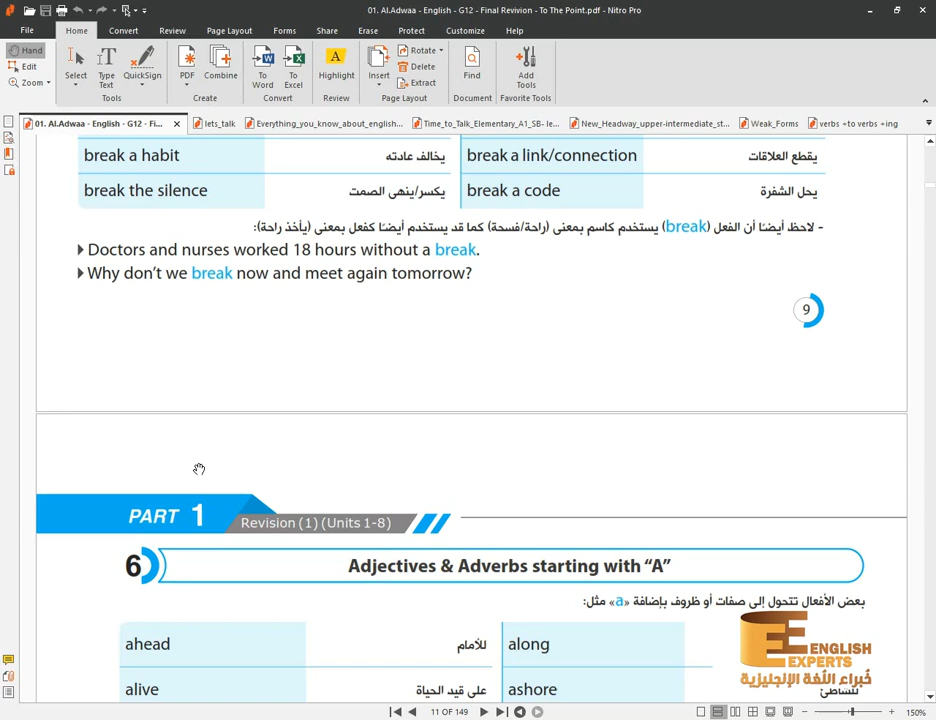 01. Al.Adwaa - English - G12 - Final Revivion - To The Point.pdf - Nitro Pro
File Home Convert Review Page Layout Forms Share Erase Protect Customize Help
Hand
Edit
Zoom
Select
Type Text
QuickSign
Tools
PDF
Combine
Create
To Word
To Excel
Convert
Highlight
Review
Insert
Rotate
Delete
Extract
Page Layout
Find
Document
Add Tools
Favorite Tools
01. Al.Adwaa - English - G12 - Fi... lets_talk Everything_you_know_about_english... Time_to_Talk_Elementary_A1_SB- le... New_Headway_upper-intermediate_st... Weak_Forms verbs +to verbs +ing
break a habit يخالف عادته break a link/connection يقطع العلاقات
break the silence يكسر/ينهى الصمت break a code يحل الشفرة
- لاحظ أيضًا أن الفعل (break) يستخدم كاسم بمعنى (راحة/فسحة) كما قد يستخدم أيضًا كفعل بمعنى (يأخذ راحة):
Doctors and nurses worked 18 hours without a break.
Why don't we break now and meet again tomorrow?
9
PART 1
Revision (1) (Units 1-8)
6 Adjectives & Adverbs starting with “A”
بعض الأفعال تتحول إلى صفات أو ظروف بإضافة «a» مثل:
ahead للأمام along
alive على قيد الحياة ashore للشاطئ
ENGLISH
EXPERTS
خُبراء اللُغة الإنجليزية
11 OF 149
150%